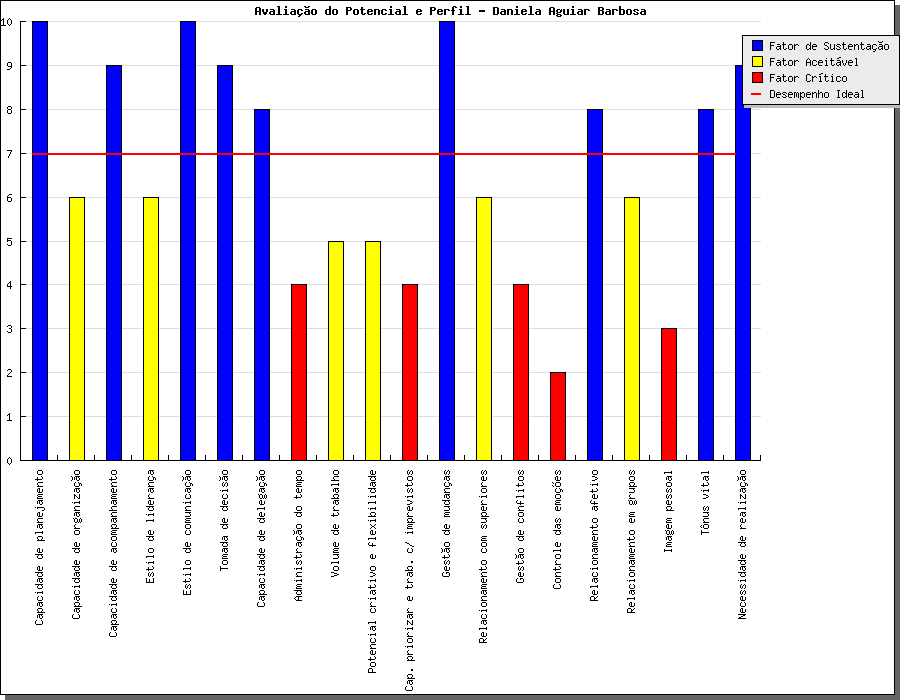 Avaliação do Potencial e Perfil - Daniela Aguiar Barbosa
Fator de Sustentação
Fator Aceitável
Fator Crítico
Desempenho Ideal
10
9
8
7
6
5
4
3
2
1
0
Capacidade de planejamento
Capacidade de organização
Capacidade de acompanhamento
Estilo de liderança
Estilo de comunicação
Tomada de decisão
Capacidade de delegação
Administração do tempo
Volume de trabalho
Potencial criativo e flexibilidade
Cap. priorizar e trab. c/ imprevistos
Gestão de mudanças
Relacionamento com superiores
Gestão de conflitos
Controle das emoções
Relacionamento afetivo
Relacionamento em grupos
Imagem pessoal
Tônus vital
Necessidade de realização